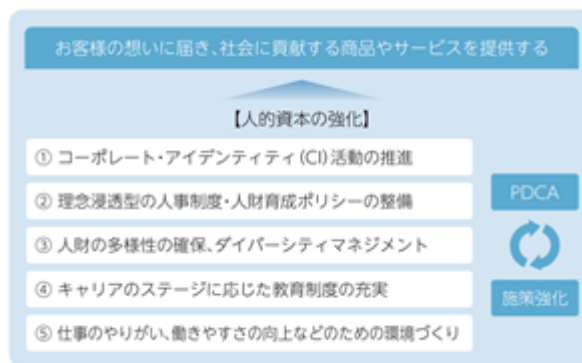 お客様の想いに届き、社会に貢献する商品やサービスを提供する
【人的資本の強化】
① コーポレート・アイデンティティ(CI)活動の推進
② 理念浸透型の人事制度・人財育成ポリシーの整備
③ 人財の多様性の確保、ダイバーシティマネジメント
④ キャリアのステージに応じた教育制度の充実
⑤ 仕事のやりがい、働きやすさの向上などのための環境づくり
PDCA
施策強化